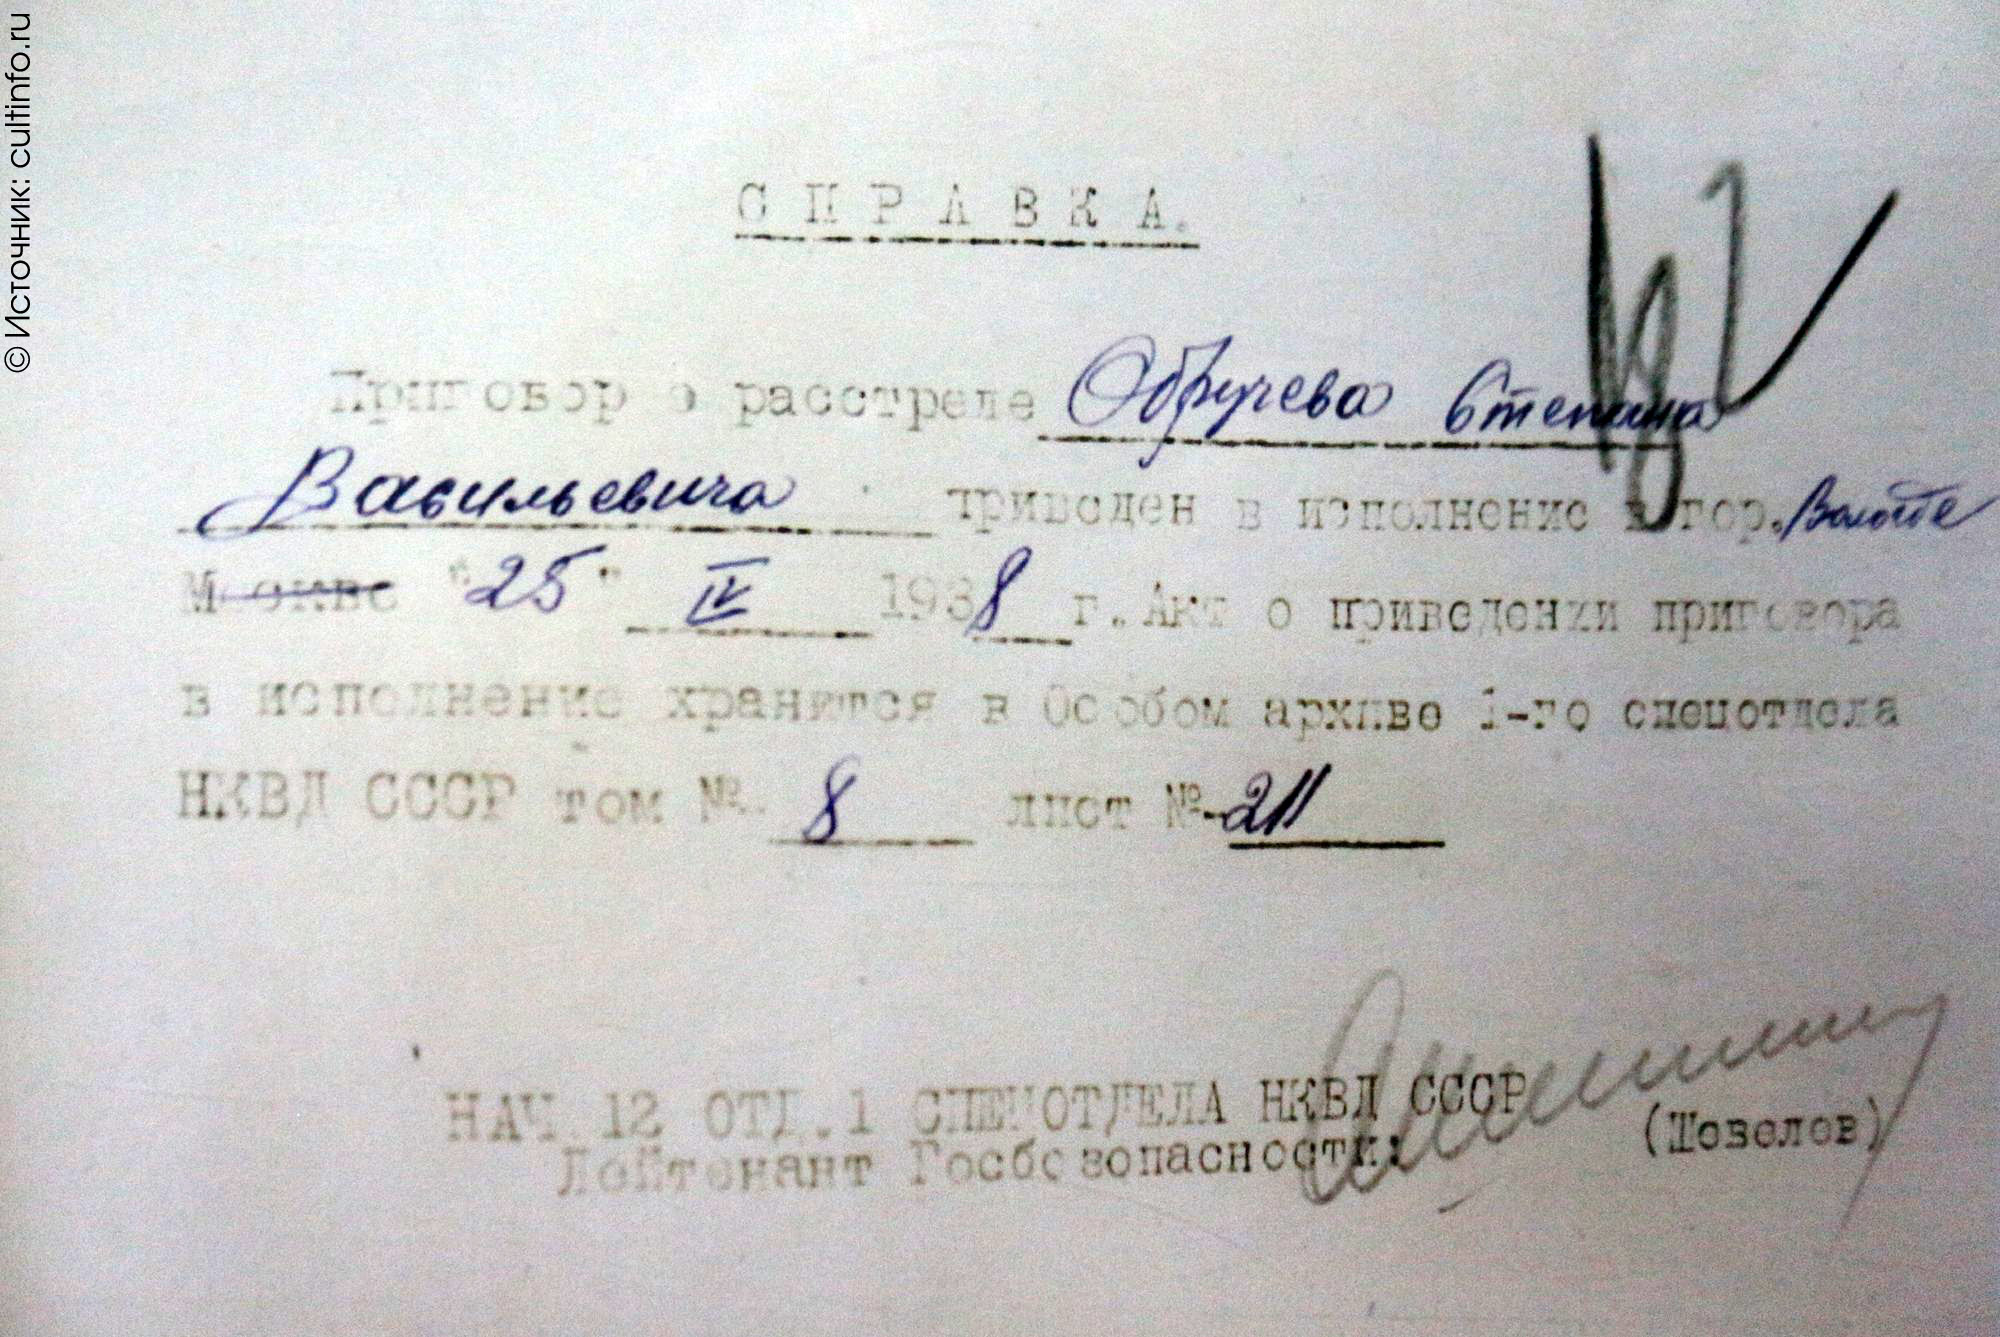 © Источник: cultinfo.ru
СПРАВКА.
Приговор о расстреле Обручева Степана
Васильевича приведен в исполнение в гор. Вологде
Москве "25" IV 1938 г. Акт о приведении приговора
в исполнение хранится в Особом архиве 1-го спецотдела
НКВД СССР том № 8 лист № 211
НАЧ. 12 ОТД. 1 СПЕЦОТДЕЛА НКВД СССР
Лейтенант Госбезопасности:
(Шевелев)